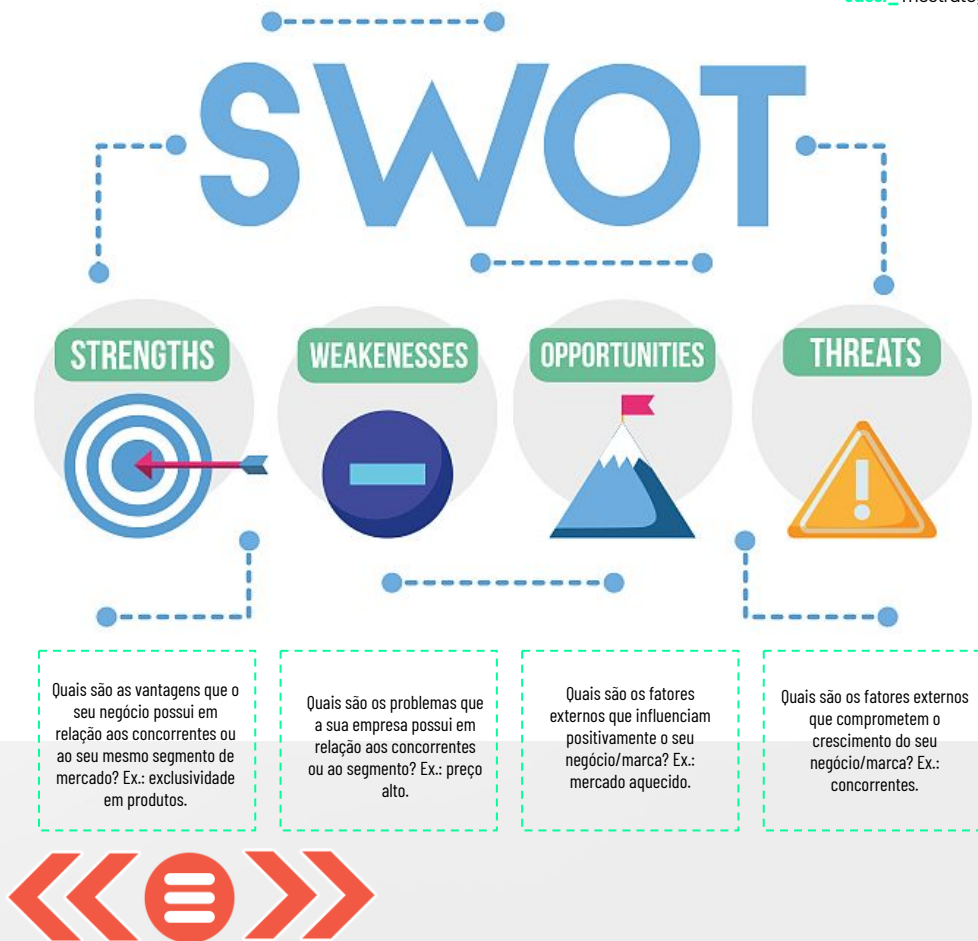 SWOT
STRENGTHS
WEAKENESSES
OPPORTUNITIES
THREATS
Quais são as vantagens que o
seu negócio possui em
relação aos concorrentes ou
ao seu mesmo segmento de
mercado? Ex.: exclusividade
em produtos.
Quais são os problemas que
a sua empresa possui em
relação aos concorrentes
ou ao segmento? Ex.: preço
alto.
Quais são os fatores
externos que influenciam
positivamente o seu
negócio/marca? Ex.:
mercado aquecido.
Quais são os fatores externos
que comprometem o
crescimento do seu
negócio/marca? Ex.:
concorrentes.